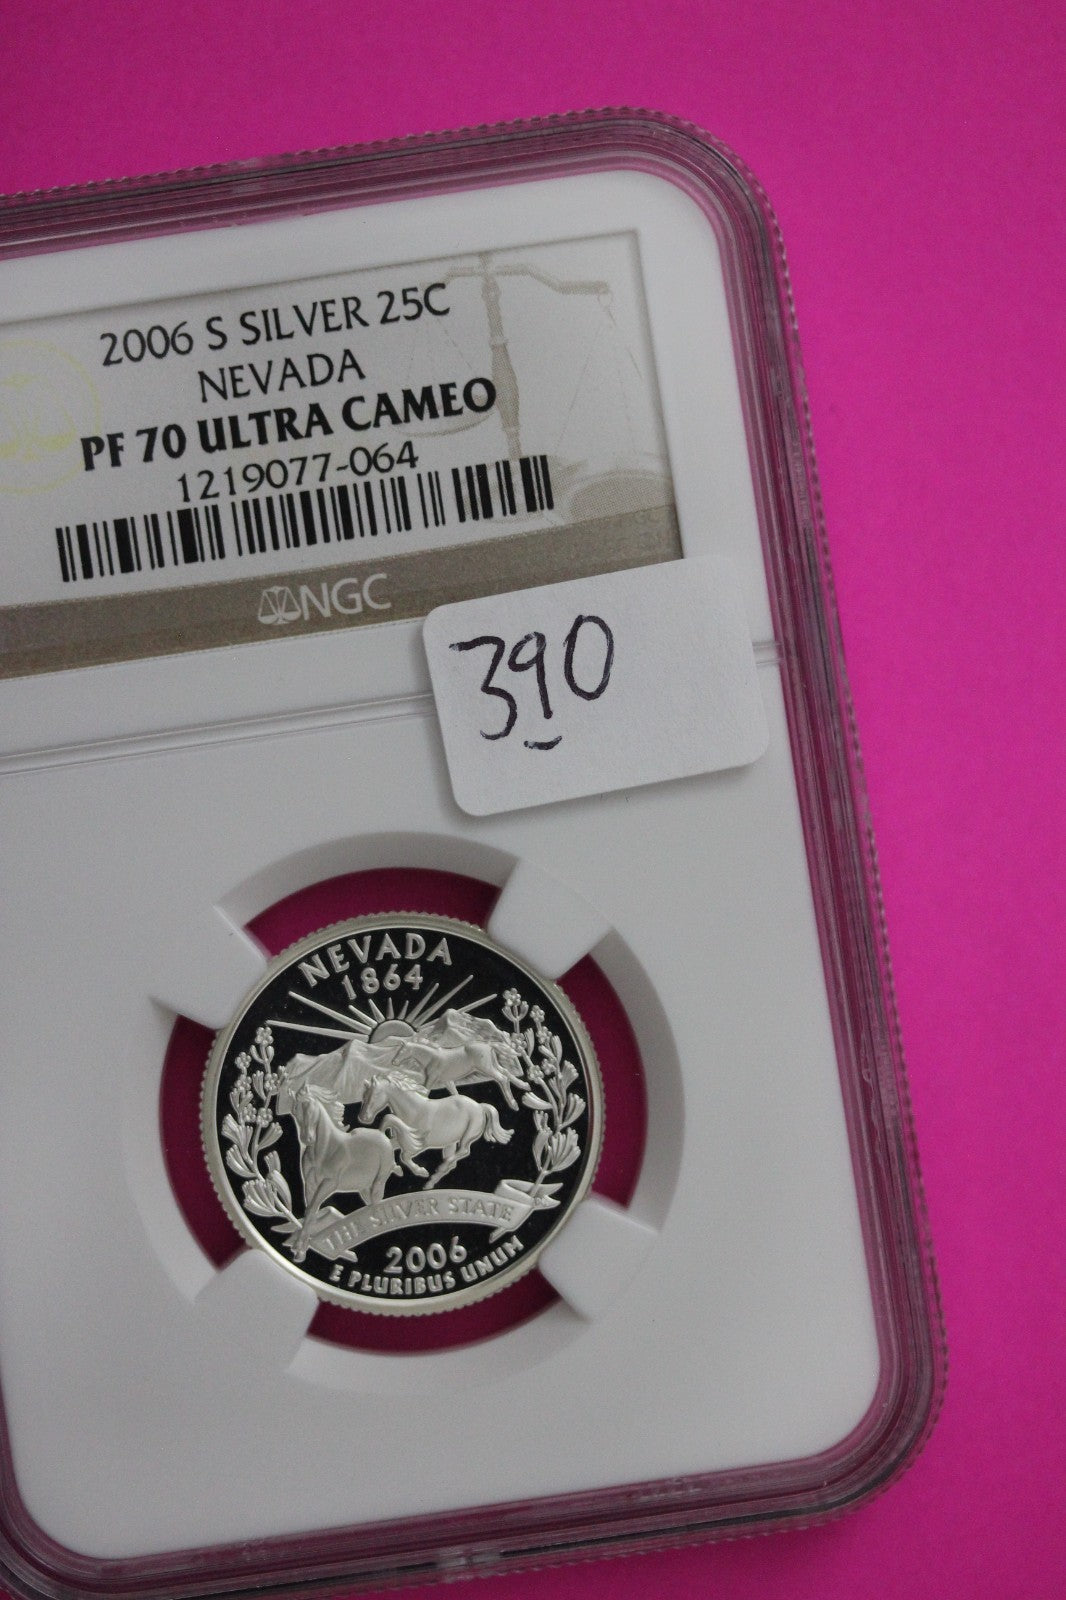 2006 S SILVER 25C
NEVADA
PF 70 ULTRA CAMEO
1219077-064
NGC
390
NEVADA
1864
THE SILVER STATE
2006
E PLURIBUS UNUM